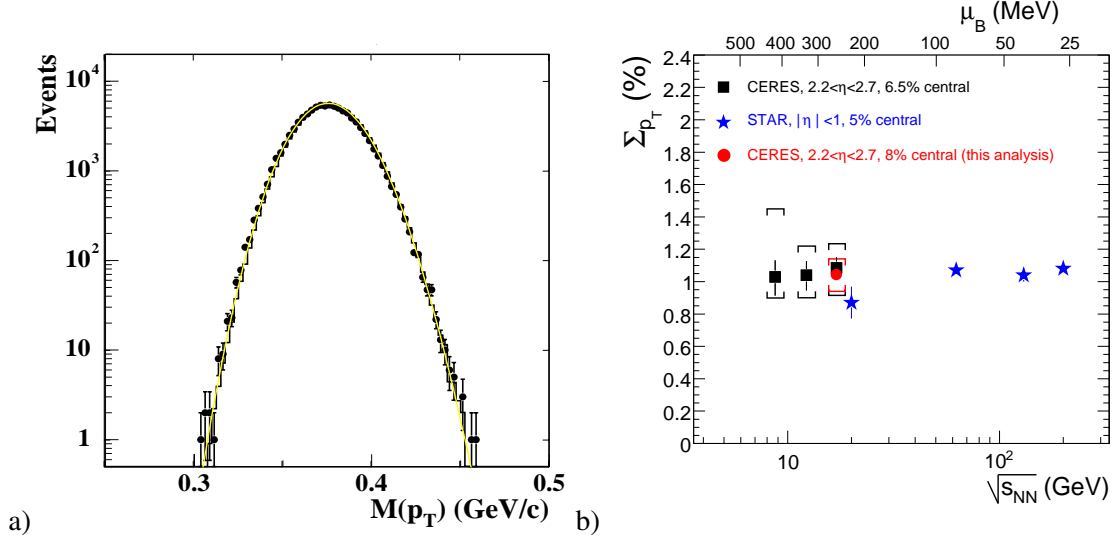 Events
10^4
10^3
10^2
10
1
0.3 0.4 0.5
M(p_T) (GeV/c)
a)
μ_B (MeV)
500 400 300 200 100 50 25
Σ_{p_T} (%)
2.4
2.2
2
1.8
1.6
1.4
1.2
1
0.8
0.6
0.4
0.2
0
CERES, 2.2<η<2.7, 6.5% central
STAR, | η | <1, 5% central
CERES, 2.2<η<2.7, 8% central (this analysis)
10 10^2
√s_{NN} (GeV)
b)